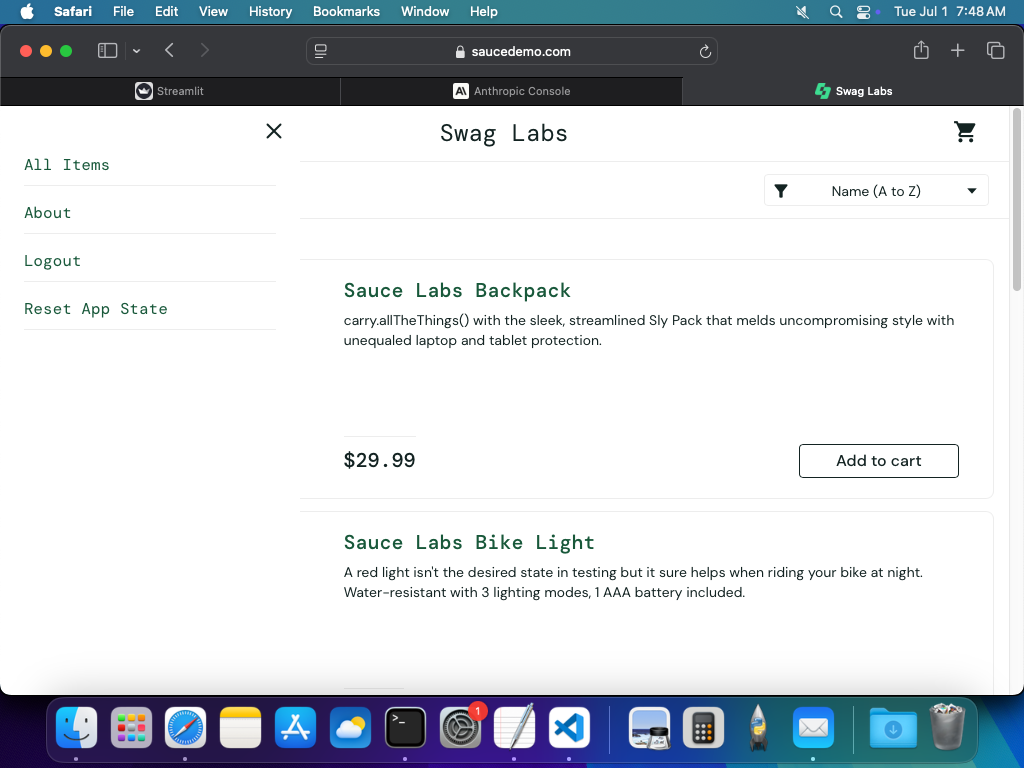 Safari File Edit View History Bookmarks Window Help Tue Jul 1 7:48 AM
saucedemo.com
Streamlit
Anthropic Console
Swag Labs
All Items
About
Logout
Reset App State
Swag Labs
Name (A to Z)
Sauce Labs Backpack
carry.allTheThings() with the sleek, streamlined Sly Pack that melds uncompromising style with
unequaled laptop and tablet protection.
$29.99
Add to cart
Sauce Labs Bike Light
A red light isn't the desired state in testing but it sure helps when riding your bike at night.
Water-resistant with 3 lighting modes, 1 AAA battery included.
1